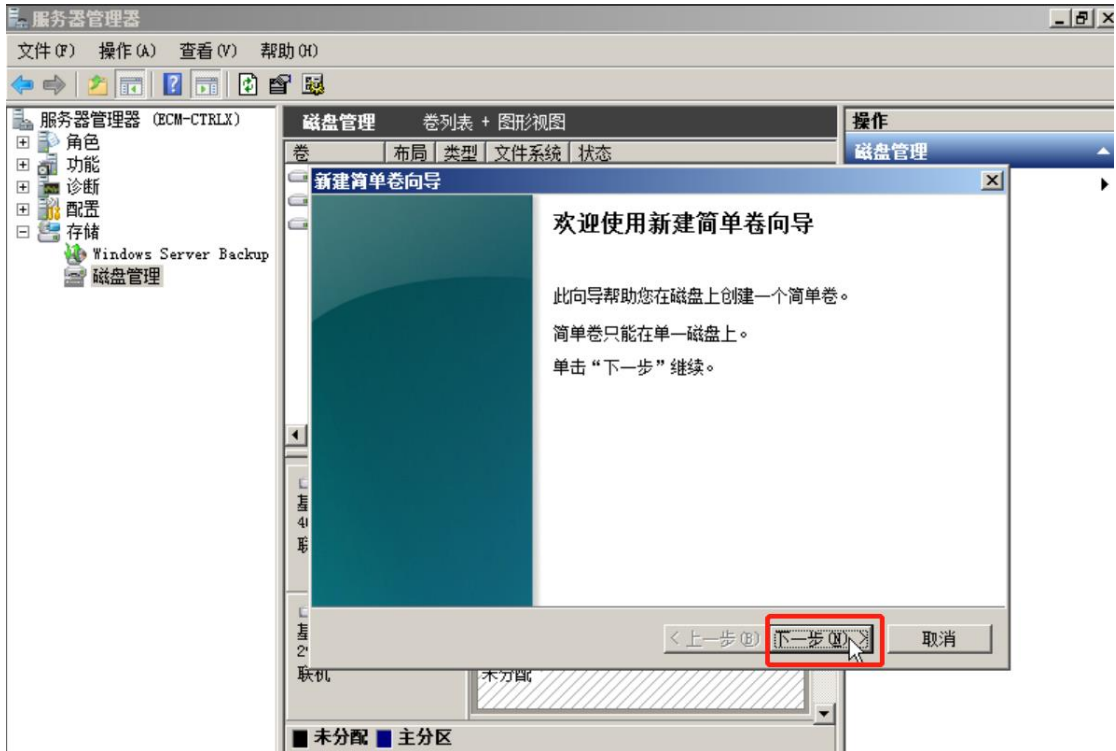 服务器管理器
文件(F) 操作(A) 查看(V) 帮助(H)
服务器管理器 (ECM-CTRLX)
角色
功能
诊断
配置
存储
Windows Server Backup
磁盘管理
磁盘管理 卷列表 + 图形视图
卷 布局 类型 文件系统 状态
操作
磁盘管理
新建简单卷向导
欢迎使用新建简单卷向导
此向导帮助您在磁盘上创建一个简单卷。
简单卷只能在单一磁盘上。
单击“下一步”继续。
<上一步(B) 下一步(N) > 取消
基
联机 未分配
未分配 主分区